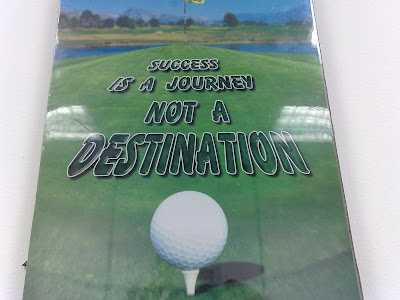 SUCCESS
IS A JOURNEY
NOT A
DESTINATION